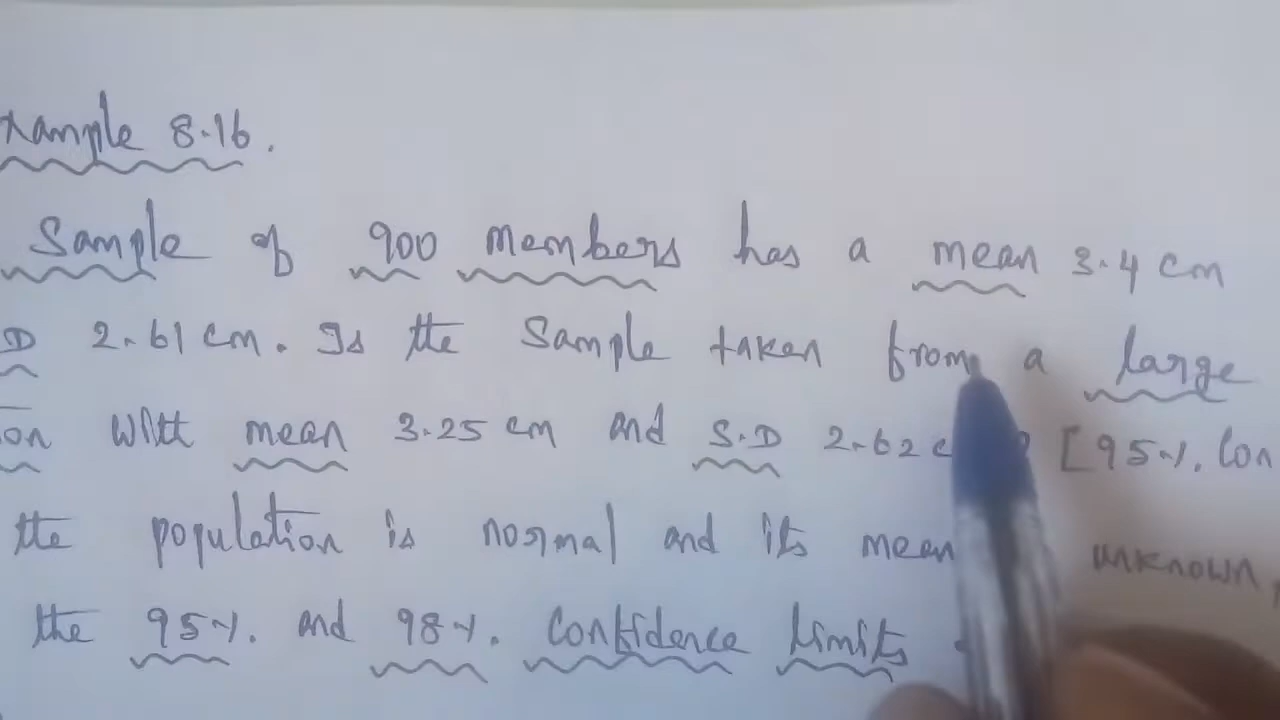 xample 8.16.
Sample of 900 members has a mean 3.4 cm
D 2.61 cm. Is the Sample taken from a large
on with mean 3.25 cm and S.D 2.62 c [95%. Con
the population is normal and its mean unknown,
the 95%. and 98%. confidence limits